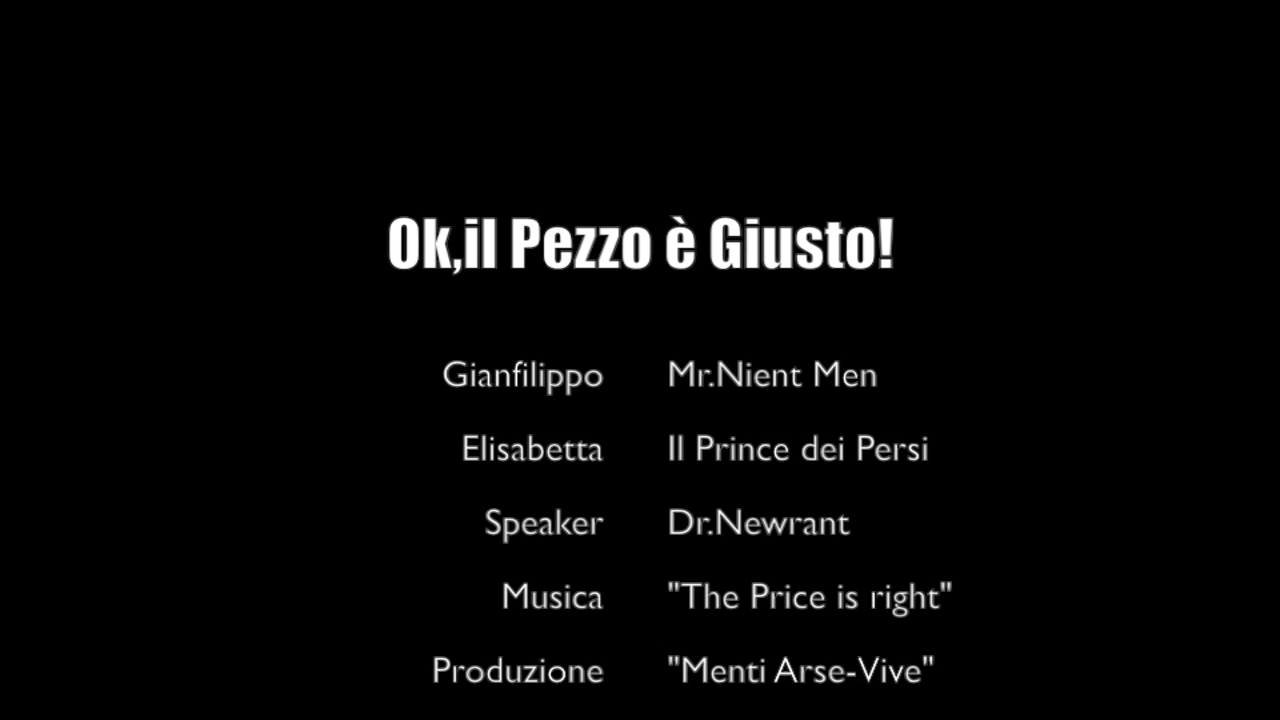 Ok,il Pezzo è Giusto!
Gianfilippo Mr.Nient Men
Elisabetta Il Prince dei Persi
Speaker Dr.Newrant
Musica "The Price is right"
Produzione "Menti Arse-Vive"